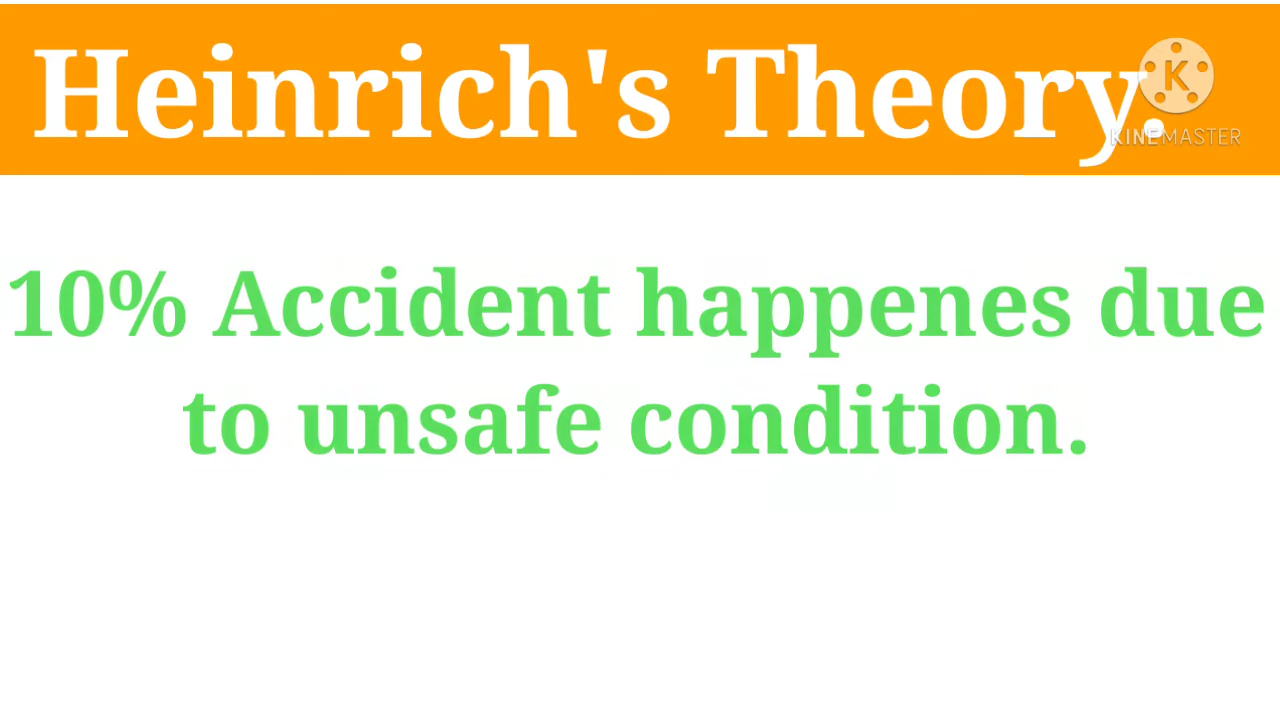 Heinrich's Theory.
K
KINEMASTER
10% Accident happenes due
to unsafe condition.